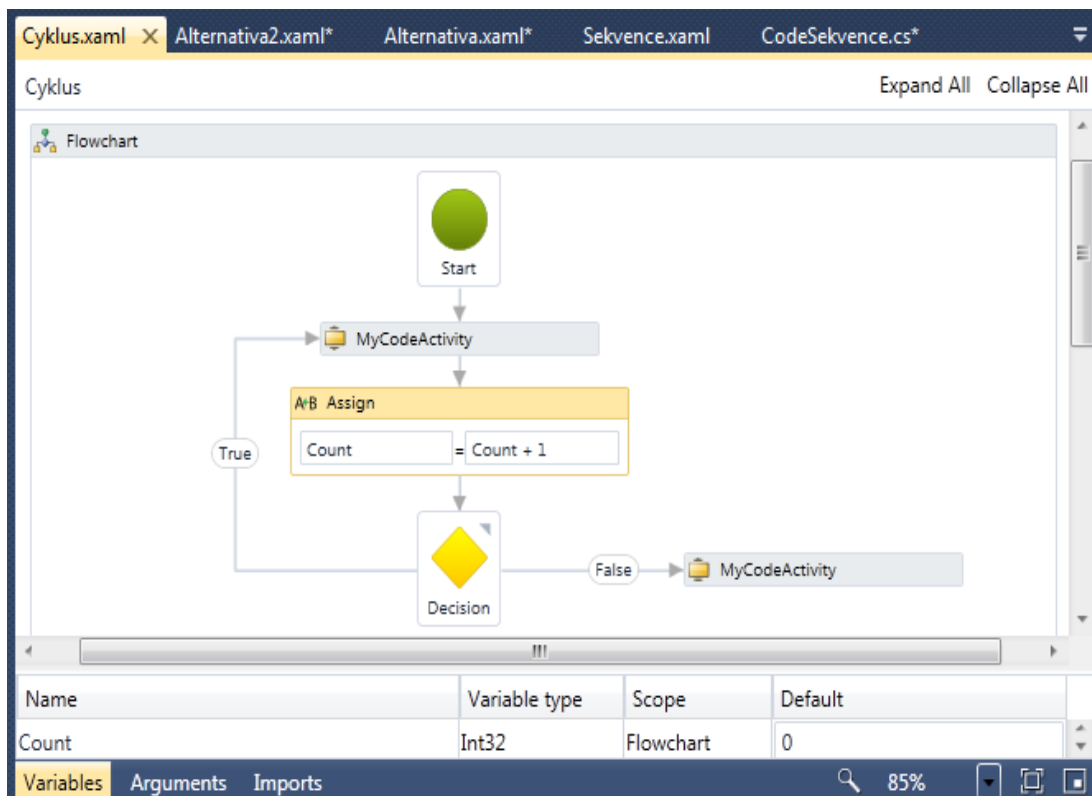 Cyklus.xaml Alternativa2.xaml* Alternativa.xaml* Sekvence.xaml CodeSekvence.cs*
Cyklus Expand All Collapse All
Flowchart
Start
MyCodeActivity
A+B Assign
Count = Count + 1
True
False MyCodeActivity
Decision
Name Variable type Scope Default
Count Int32 Flowchart 0
Variables Arguments Imports 85%